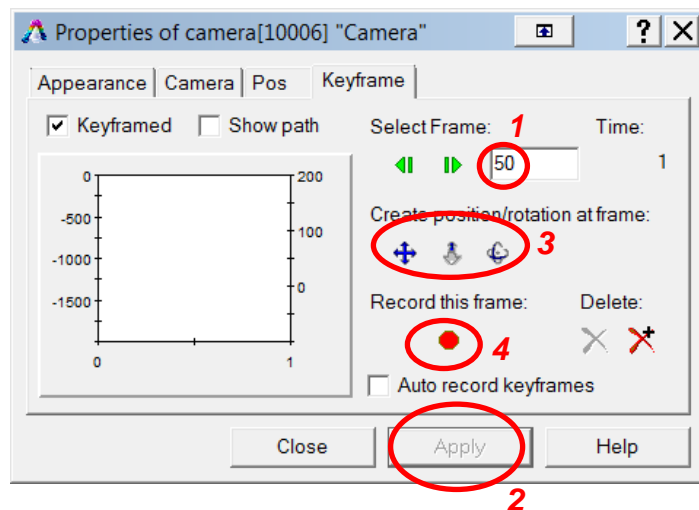 Properties of camera[10006] "Camera"
? X
Appearance Camera Pos Keyframe
Keyframed Show path Select Frame: 1 Time:
50 1
0 200
-500 100
-1000 0
-1500
0 1
Create position/rotation at frame:
3
Record this frame: Delete:
4
Auto record keyframes
Close Apply Help
2